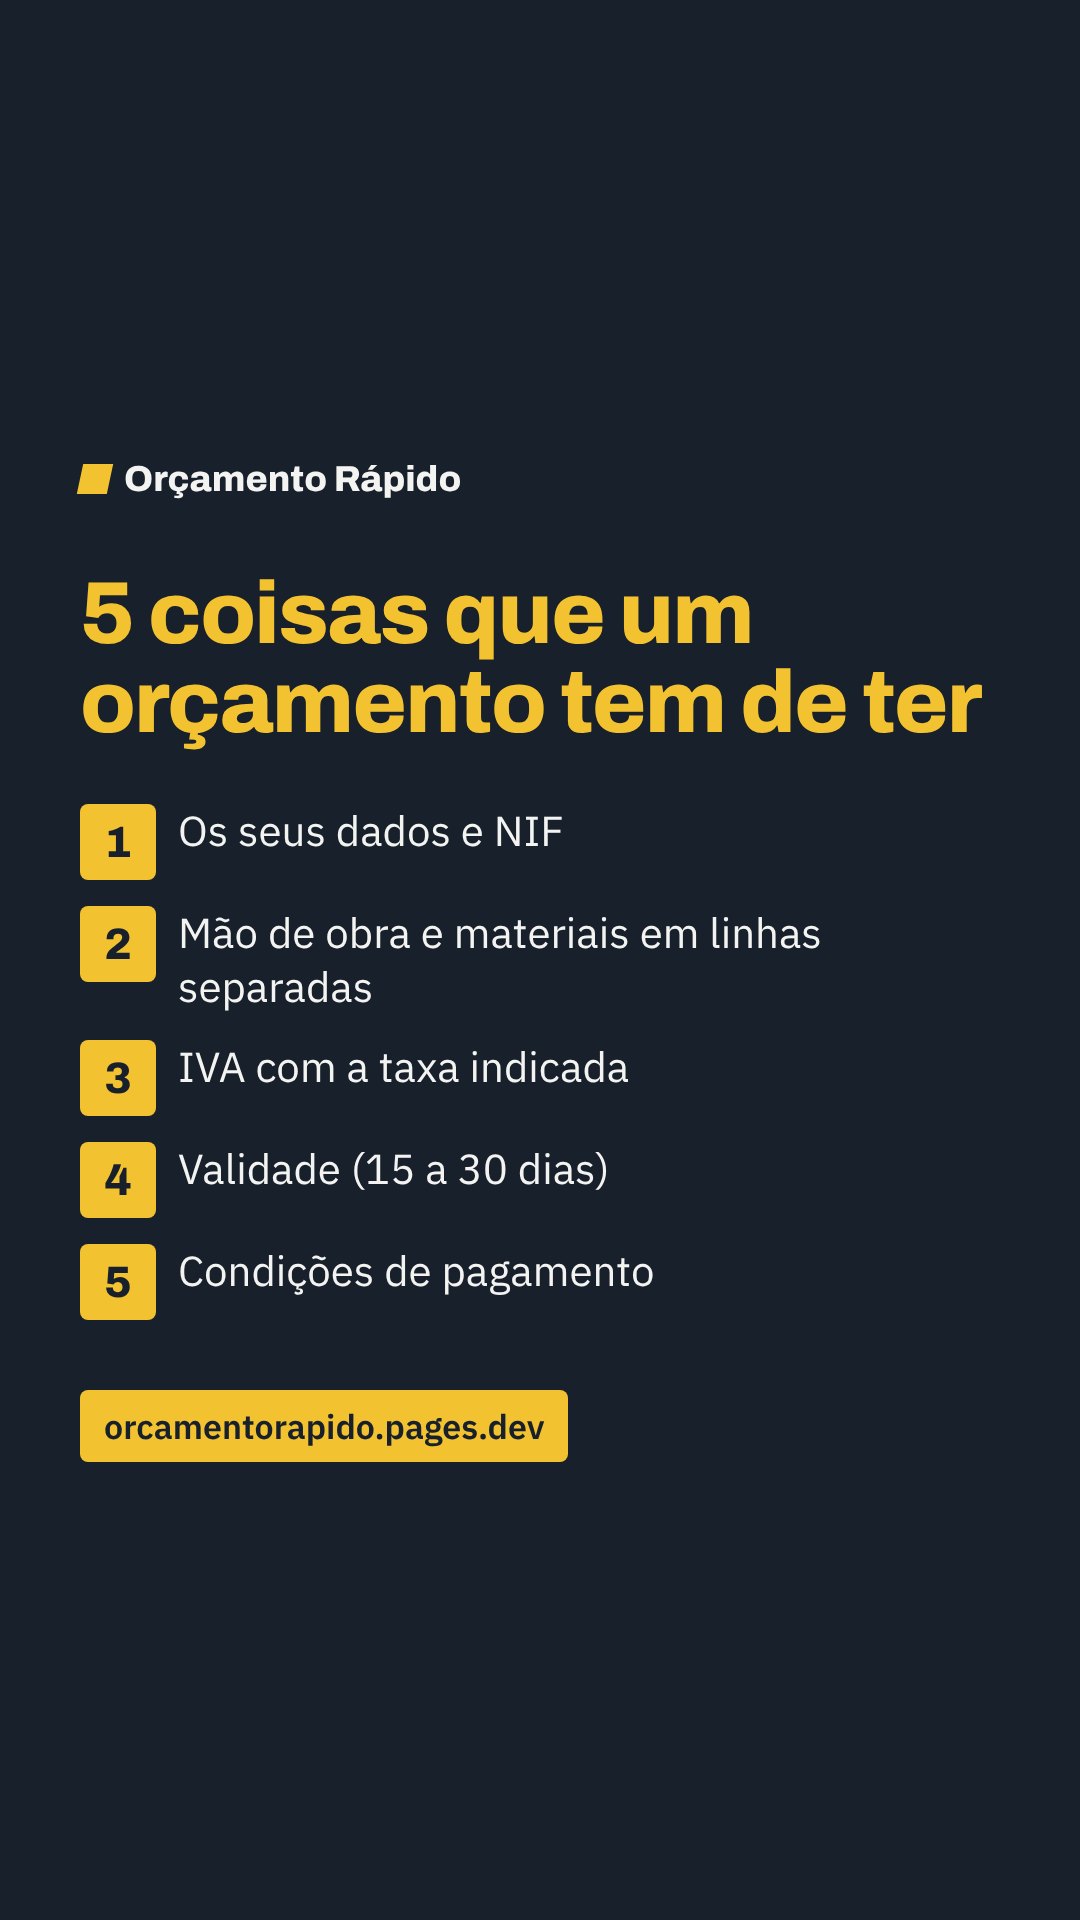 Orçamento Rápido
5 coisas que um
orçamento tem de ter
1 Os seus dados e NIF
2 Mão de obra e materiais em linhas
separadas
3 IVA com a taxa indicada
4 Validade (15 a 30 dias)
5 Condições de pagamento
orcamentorapido.pages.dev